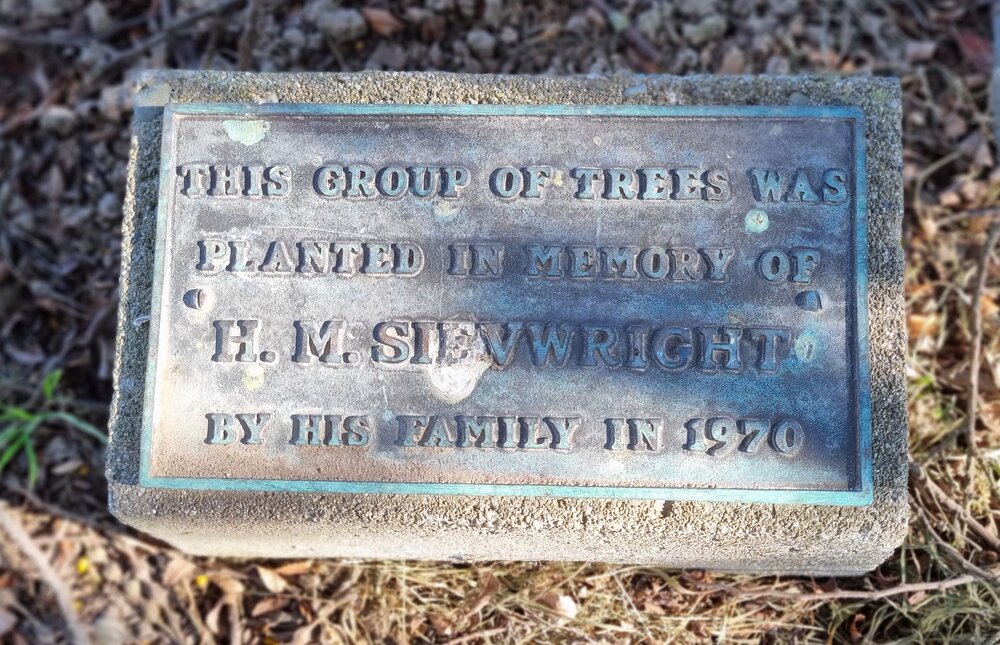 THIS GROUP OF TREES WAS
PLANTED IN MEMORY OF
H. M. SIEVWRIGHT
BY HIS FAMILY IN 1970